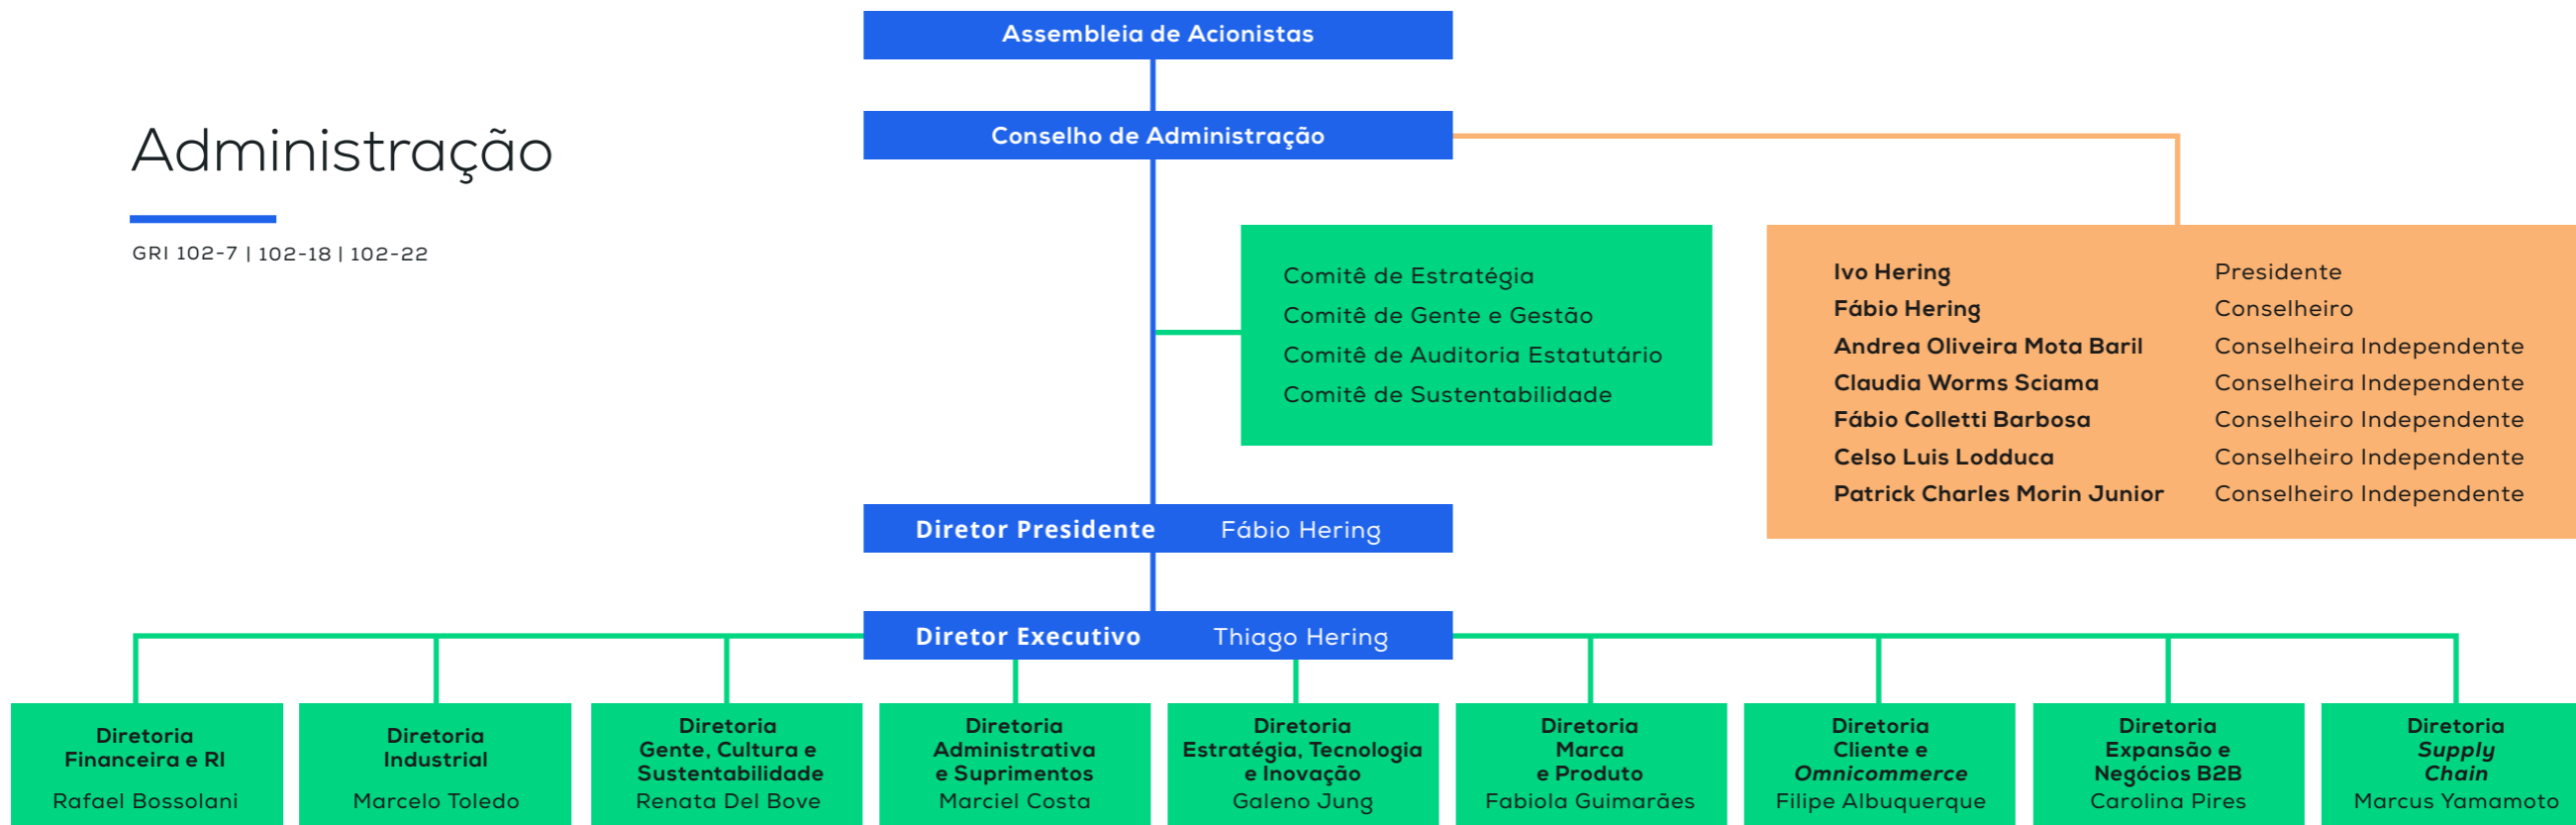 Assembleia de Acionistas
Administração
GRI 102-7 | 102-18 | 102-22
Conselho de Administração
Comitê de Estratégia
Comitê de Gente e Gestão
Comitê de Auditoria Estatutário
Comitê de Sustentabilidade
Ivo Hering Presidente
Fábio Hering Conselheiro
Andrea Oliveira Mota Baril Conselheira Independente
Claudia Worms Sciama Conselheira Independente
Fábio Colletti Barbosa Conselheiro Independente
Celso Luis Lodduca Conselheiro Independente
Patrick Charles Morin Junior Conselheiro Independente
Diretor Presidente Fábio Hering
Diretor Executivo Thiago Hering
Diretoria
Financeira e RI
Rafael Bossolani
Diretoria
Industrial
Marcelo Toledo
Diretoria
Gente, Cultura e
Sustentabilidade
Renata Del Bove
Diretoria
Administrativa
e Suprimentos
Marciel Costa
Diretoria
Estratégia, Tecnologia
e Inovação
Galeno Jung
Diretoria
Marca
e Produto
Fabiola Guimarães
Diretoria
Cliente e
Omnicommerce
Filipe Albuquerque
Diretoria
Expansão e
Negócios B2B
Carolina Pires
Diretoria
Supply
Chain
Marcus Yamamoto